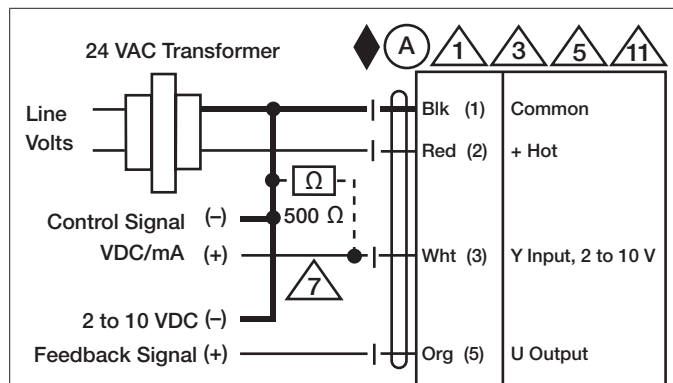 24 VAC Transformer
A 1 3 5 11
Line
Volts
Blk (1) Common
Red (2) + Hot
Ω
500 Ω
Control Signal (–)
VDC/mA (+)
Wht (3) Y Input, 2 to 10 V
7
2 to 10 VDC (–)
Feedback Signal (+)
Org (5) U Output